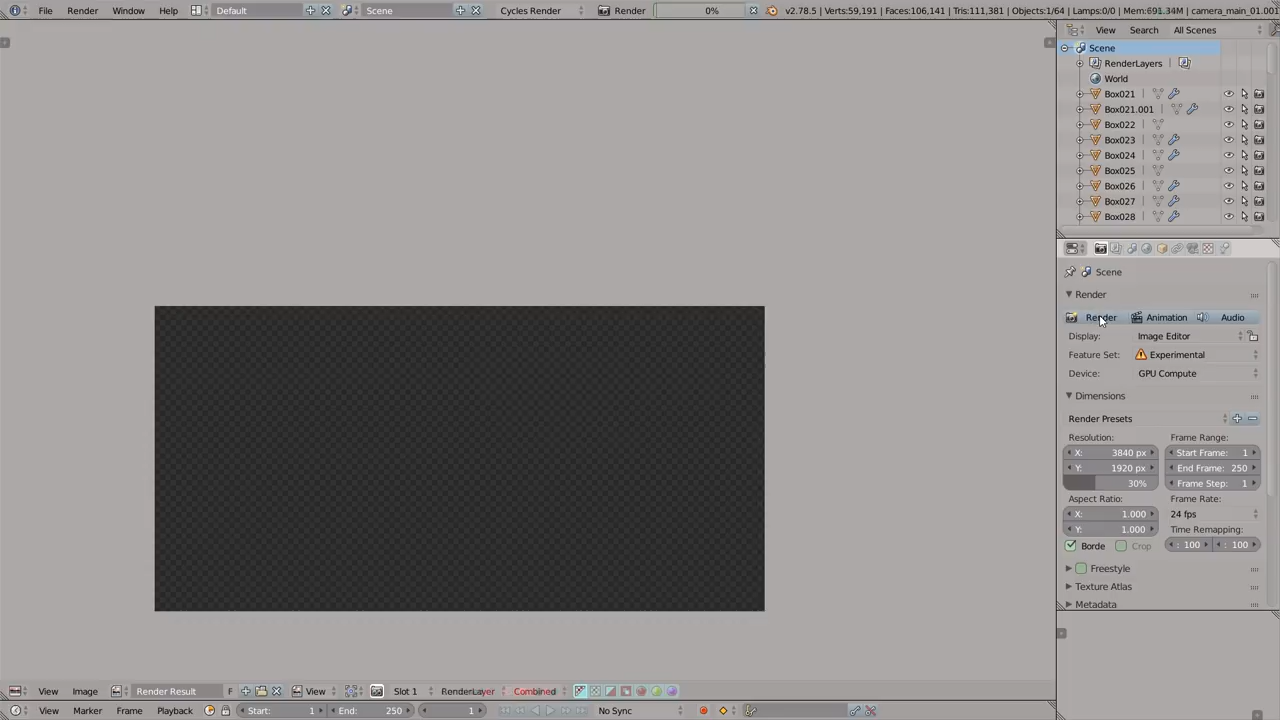 File Render Window Help Default Scene Cycles Render Render 0% v2.78.5 | Verts:59,191 | Faces:106,141 | Tris:111,381 | Objects:1/64 | Lamps:0/0 | Mem:691.34M | camera_main_01.001
View Search All Scenes
Scene
RenderLayers
World
Box021
Box021.001
Box022
Box023
Box024
Box025
Box026
Box027
Box028
Scene
Render
Render Animation Audio
Display: Image Editor
Feature Set: Experimental
Device: GPU Compute
Dimensions
Render Presets
Resolution: Frame Range:
X: 3840 px Start Frame: 1
Y: 1920 px End Frame: 250
30% Frame Step: 1
Aspect Ratio: Frame Rate:
X: 1.000 24 fps
Y: 1.000 Time Remapping:
Borde Crop : 100 : 100
Freestyle
Texture Atlas
Metadata
View Image Render Result F View Slot 1 RenderLayer Combined
View Marker Frame Playback Start: 1 End: 250 1 No Sync